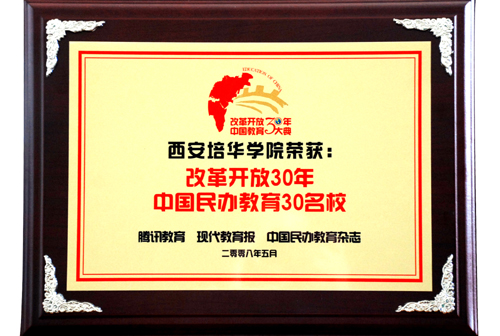 EDUCATION OF CHINA
改革开放30年
中国教育大典
西安培华学院荣获：
改革开放30年
中国民办教育30名校
腾讯教育 现代教育报 中国民办教育杂志
二零零八年五月